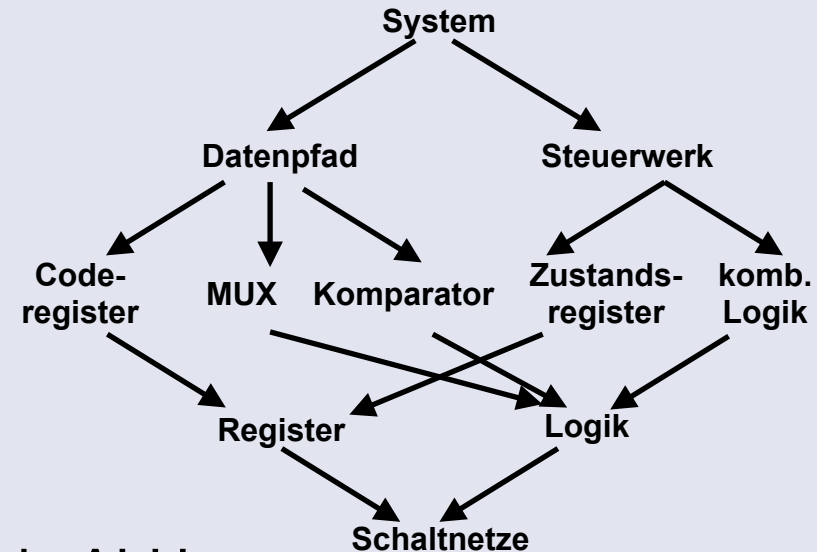 System
Datenpfad
Steuerwerk
Code-
register
MUX
Komparator
Zustands-
register
komb.
Logik
Register
Logik
Schaltnetze